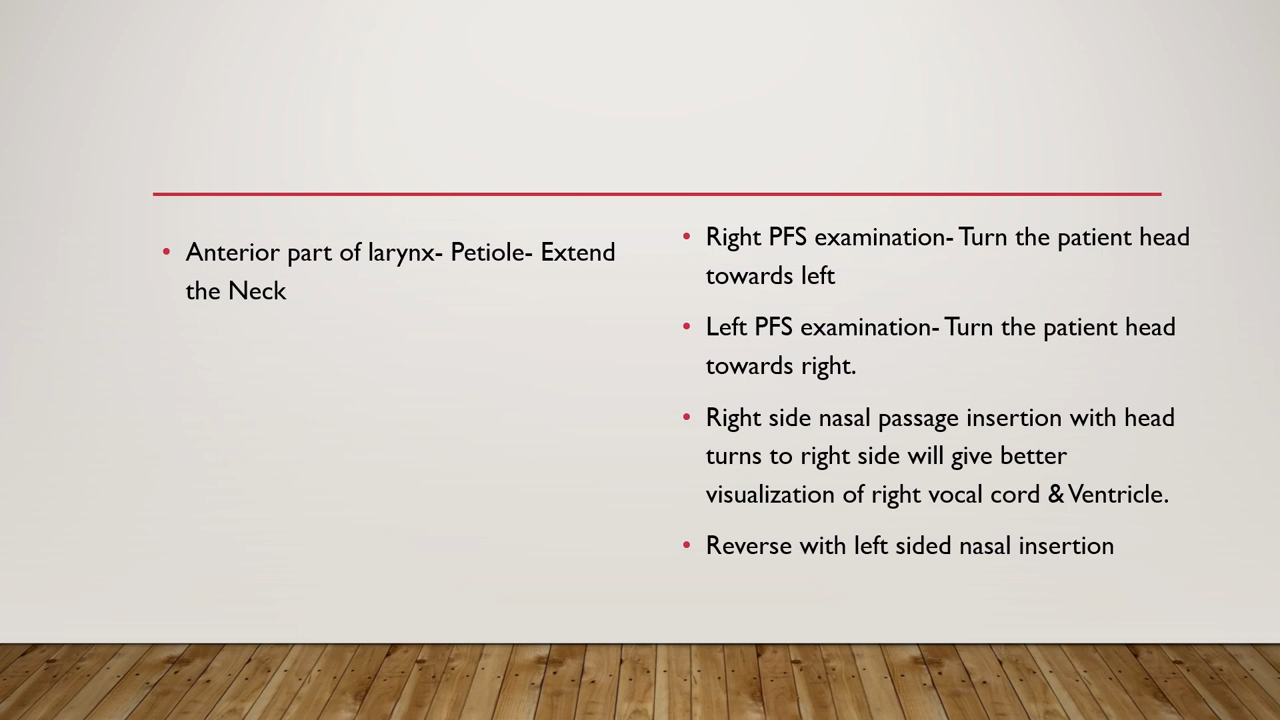 • Anterior part of larynx- Petiole- Extend
the Neck
• Right PFS examination- Turn the patient head
towards left
• Left PFS examination- Turn the patient head
towards right.
• Right side nasal passage insertion with head
turns to right side will give better
visualization of right vocal cord & Ventricle.
• Reverse with left sided nasal insertion